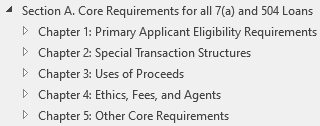 Section A. Core Requirements for all 7(a) and 504 Loans
Chapter 1: Primary Applicant Eligibility Requirements
Chapter 2: Special Transaction Structures
Chapter 3: Uses of Proceeds
Chapter 4: Ethics, Fees, and Agents
Chapter 5: Other Core Requirements